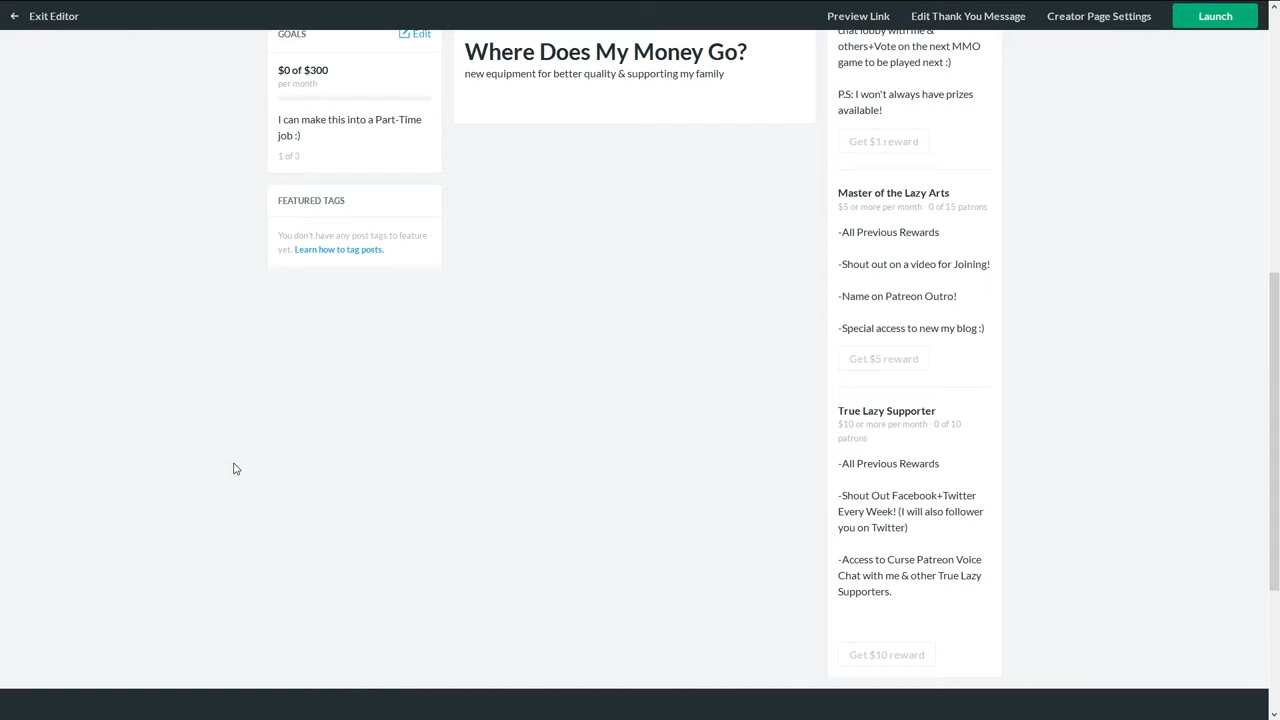 Exit Editor
Preview Link
Edit Thank You Message
Creator Page Settings
Launch
GOALS
Edit
$0 of $300
per month
I can make this into a Part-Time
job :)
1 of 3
FEATURED TAGS
You don't have any post tags to feature
yet. Learn how to tag posts.
Where Does My Money Go?
new equipment for better quality & supporting my family
chat lobby with me &
others+Vote on the next MMO
game to be played next :)
P.S: I won't always have prizes
available!
Get $1 reward
Master of the Lazy Arts
$5 or more per month · 0 of 15 patrons
-All Previous Rewards
-Shout out on a video for Joining!
-Name on Patreon Outro!
-Special access to new my blog :)
Get $5 reward
True Lazy Supporter
$10 or more per month · 0 of 10
patrons
-All Previous Rewards
-Shout Out Facebook+Twitter
Every Week! (I will also follower
you on Twitter)
-Access to Curse Patreon Voice
Chat with me & other True Lazy
Supporters.
Get $10 reward